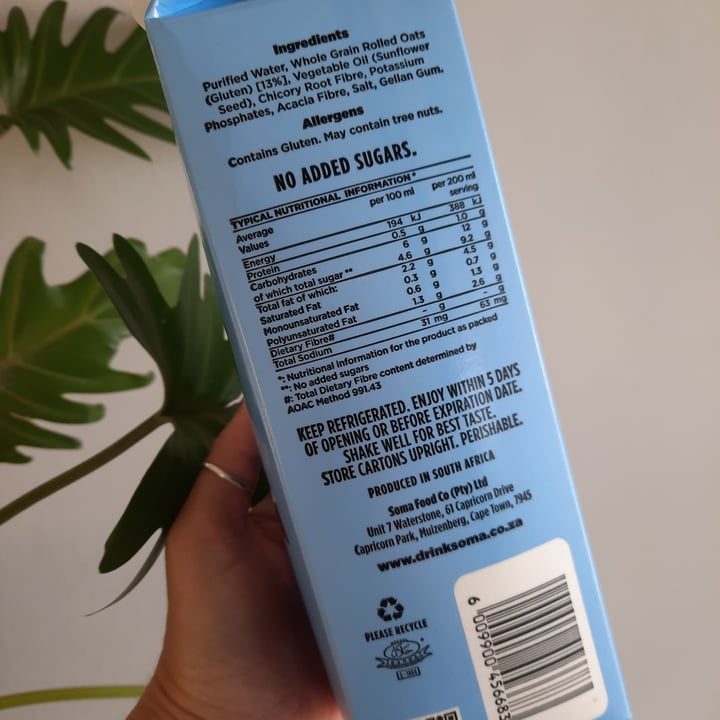 Ingredients
Purified Water, Whole Grain Rolled Oats
(Gluten) [13%], Vegetable Oil (Sunflower
Seed), Chicory Root Fibre, Potassium
Phosphates, Acacia Fibre, Salt, Gellan Gum.
Allergens
Contains Gluten. May contain tree nuts.
NO ADDED SUGARS.
TYPICAL NUTRITIONAL INFORMATION*
Average Values per 100 ml per 200 ml serving
Energy 194 kJ 388 kJ
Protein 0.5 g 1.0 g
Carbohydrates 6 g 12 g
of which total sugar** 4.6 g 9.2 g
Total fat of which: 2.2 g 4.5 g
Saturated Fat 0.3 g 0.7 g
Monounsaturated Fat 0.6 g 1.3 g
Polyunsaturated Fat 1.3 g 2.6 g
Dietary Fibre# - g - g
Total Sodium 31 mg 63 mg
*: Nutritional information for the product as packed
**: No added sugars
#: Total Dietary Fibre content determined by
AOAC Method 991.43
KEEP REFRIGERATED. ENJOY WITHIN 5 DAYS
OF OPENING OR BEFORE EXPIRATION DATE.
SHAKE WELL FOR BEST TASTE.
STORE CARTONS UPRIGHT. PERISHABLE.
PRODUCED IN SOUTH AFRICA
Soma Food Co (Pty) Ltd
Unit 7 Waterstone, 61 Capricorn Drive
Capricorn Park, Muizenberg, Cape Town, 7945
www.drinksoma.co.za
PLEASE RECYCLE
6 009900 456683